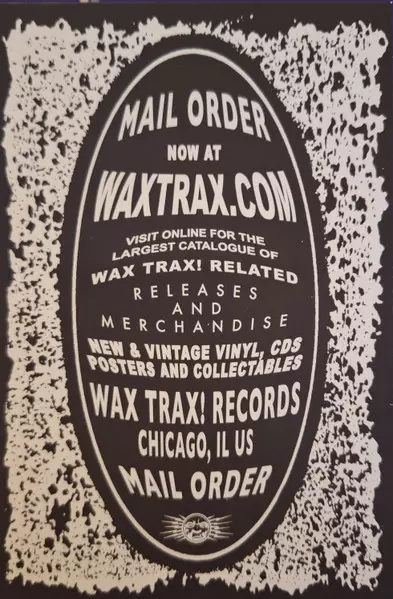 MAIL ORDER
NOW AT
WAXTRAX.COM
VISIT ONLINE FOR THE
LARGEST CATALOGUE OF
WAX TRAX! RELATED
RELEASES
AND
MERCHANDISE
NEW & VINTAGE VINYL, CDS
POSTERS AND COLLECTABLES
WAX TRAX! RECORDS
CHICAGO, IL US
MAIL ORDER